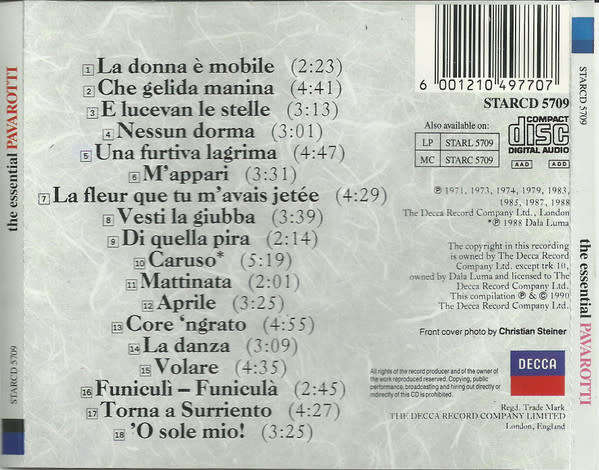 the essential PAVAROTTI
STARCD 5709
1 La donna è mobile (2:23)
2 Che gelida manina (4:41)
3 E lucevan le stelle (3:13)
4 Nessun dorma (3:01)
5 Una furtiva lagrima (4:47)
6 M'appari (3:31)
7 La fleur que tu m'avais jetée (4:29)
8 Vesti la giubba (3:39)
9 Di quella pira (2:14)
10 Caruso* (5:19)
11 Mattinata (2:01)
12 Aprile (3:25)
13 Core 'ngrato (4:55)
14 La danza (3:09)
15 Volare (4:35)
16 Funiculì – Funiculà (2:45)
17 Torna a Surriento (4:27)
18 'O sole mio! (3:25)
6 001210 497707
STARCD 5709
Also available on:
LP STARL 5709
MC STARC 5709
COMPACT
disc
DIGITAL AUDIO
AAD ADD
℗ 1971, 1973, 1974, 1979, 1983,
1985, 1987, 1988
The Decca Record Company Ltd., London
*℗ 1988 Dala Luma
The copyright in this recording
is owned by The Decca Record
Company Ltd. except trk 10,
owned by Dala Luma and licensed to The
Decca Record Company Ltd.
This compilation ℗ & © 1990
The Decca Record Company Ltd.
Front cover photo by Christian Steiner
All rights of the record producer and of the owner of
the work reproduced reserved. Copying, public
performance, broadcasting and hiring out directly or
indirectly of this CD is prohibited.
DECCA
Regd. Trade Mark
THE DECCA RECORD COMPANY LIMITED
London, England
STARCD 5709
the essential PAVAROTTI